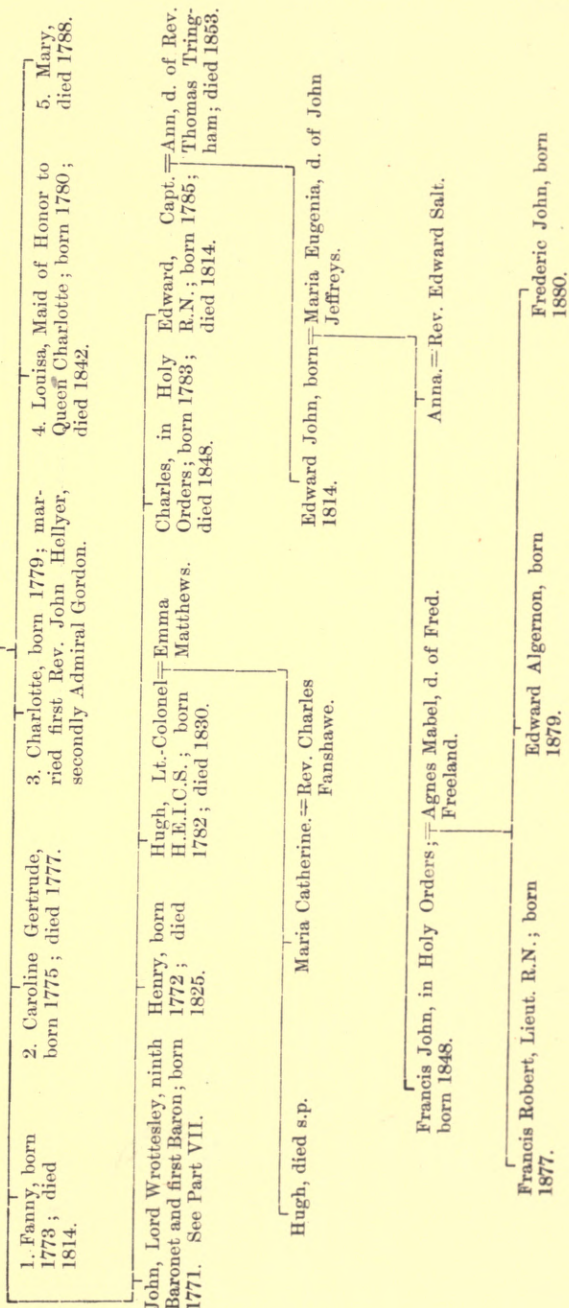 1. Fanny, born
1773 ; died
1814.
2. Caroline Gertrude,
born 1775 ; died 1777.
3. Charlotte, born 1779 ; mar-
ried first Rev. John Hellyer,
secondly Admiral Gordon.
4. Louisa, Maid of Honor to
Queen Charlotte ; born 1780 ;
died 1842.
5. Mary,
died 1788.
John, Lord Wrottesley, ninth
Baronet and first Baron ; born
1771. See Part VII.
Henry, born
1772 ; died
1825.
Hugh, Lt.-Colonel = Emma
H.E.I.C.S. ; born Matthews.
1782 ; died 1830.
Charles, in Holy
Orders ; born 1783 ;
died 1848.
Edward, Capt. = Ann, d. of Rev.
R.N. ; born 1785 ; Thomas Tring-
died 1814. ham ; died 1853.
Hugh, died s.p.
Maria Catherine. = Rev. Charles
Fanshawe.
Edward John, born = Maria Eugenia, d. of John
1814. Jeffreys.
Francis John, in Holy Orders ; = Agnes Mabel, d. of Fred.
born 1848. Freeland.
Anna. = Rev. Edward Salt.
Francis Robert, Lieut. R.N. ; born
1877.
Edward Algernon, born
1879.
Frederic John, born
1880.